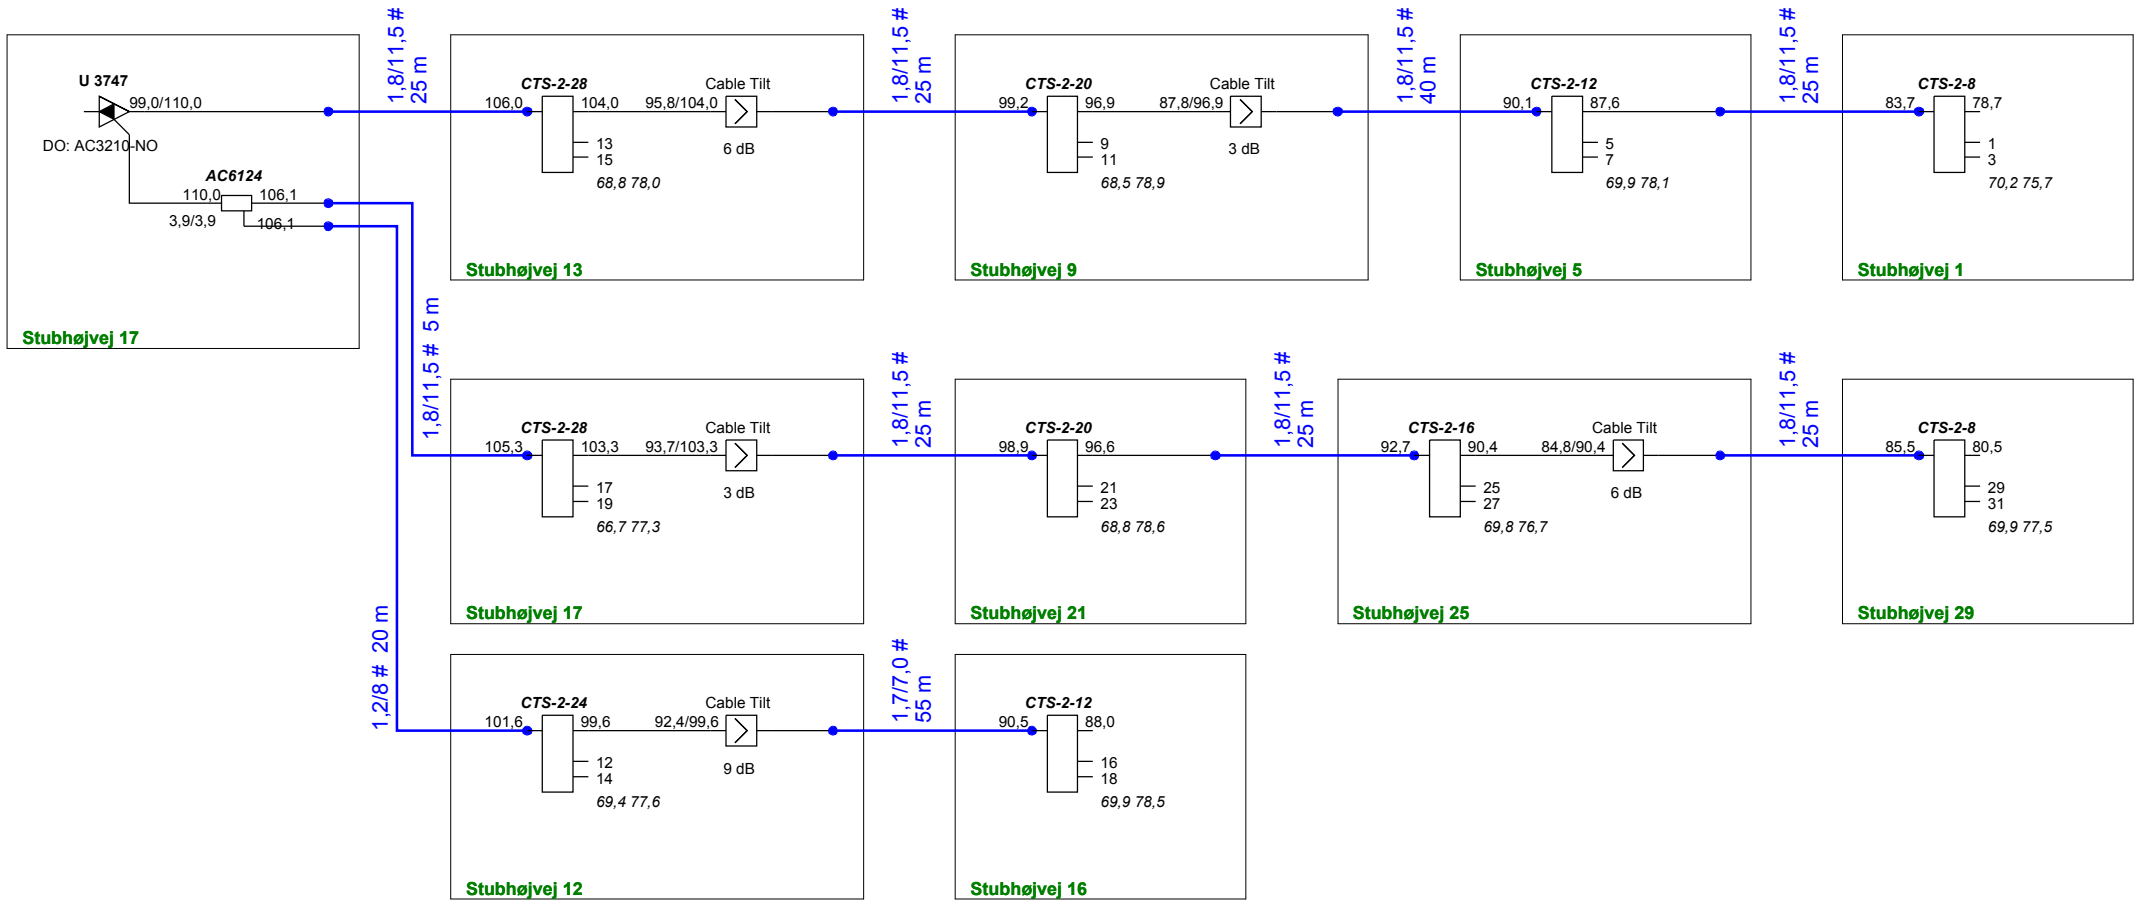 U 3747
99,0/110,0
DO: AC3210-NO
AC6124
110,0
106,1
3,9/3,9
106,1
Stubhøjvej 17
1,8/11,5 #
25 m
CTS-2-28
106,0
104,0
95,8/104,0
Cable Tilt
6 dB
13
15
68,8 78,0
Stubhøjvej 13
1,8/11,5 #
25 m
CTS-2-20
99,2
96,9
87,8/96,9
Cable Tilt
3 dB
9
11
68,5 78,9
Stubhøjvej 9
1,8/11,5 #
40 m
CTS-2-12
90,1
87,6
5
7
69,9 78,1
Stubhøjvej 5
1,8/11,5 #
25 m
CTS-2-8
83,7
78,7
1
3
70,2 75,7
Stubhøjvej 1
1,8/11,5 # 5 m
CTS-2-28
105,3
103,3
93,7/103,3
Cable Tilt
3 dB
17
19
66,7 77,3
Stubhøjvej 17
1,8/11,5 #
25 m
CTS-2-20
98,9
96,6
21
23
68,8 78,6
Stubhøjvej 21
1,8/11,5 #
25 m
CTS-2-16
92,7
90,4
84,8/90,4
Cable Tilt
6 dB
25
27
69,8 76,7
Stubhøjvej 25
1,8/11,5 #
25 m
CTS-2-8
85,5
80,5
29
31
69,9 77,5
Stubhøjvej 29
1,2/8 # 20 m
CTS-2-24
101,6
99,6
92,4/99,6
Cable Tilt
9 dB
12
14
69,4 77,6
Stubhøjvej 12
1,7/7,0 #
55 m
CTS-2-12
90,5
88,0
16
18
69,9 78,5
Stubhøjvej 16